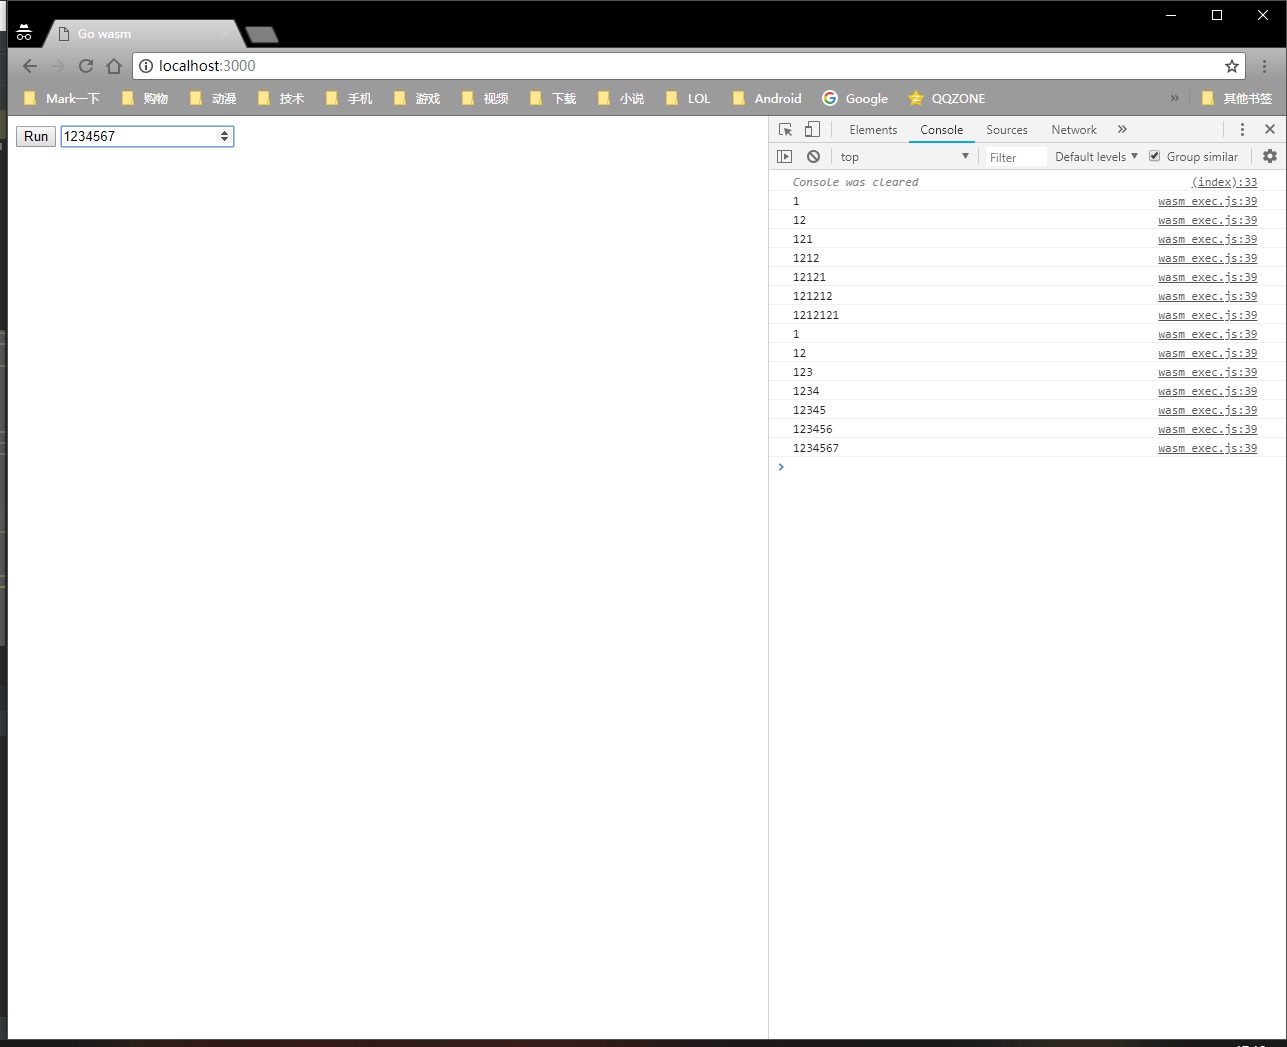 Go wasm
localhost:3000
Mark一下 购物 动漫 技术 手机 游戏 视频 下载 小说 LOL Android Google QQZONE » 其他书签
Run 1234567
Elements Console Sources Network »
top Filter Default levels Group similar
Console was cleared (index):33
1 wasm_exec.js:39
12 wasm_exec.js:39
121 wasm_exec.js:39
1212 wasm_exec.js:39
12121 wasm_exec.js:39
121212 wasm_exec.js:39
1212121 wasm_exec.js:39
1 wasm_exec.js:39
12 wasm_exec.js:39
123 wasm_exec.js:39
1234 wasm_exec.js:39
12345 wasm_exec.js:39
123456 wasm_exec.js:39
1234567 wasm_exec.js:39